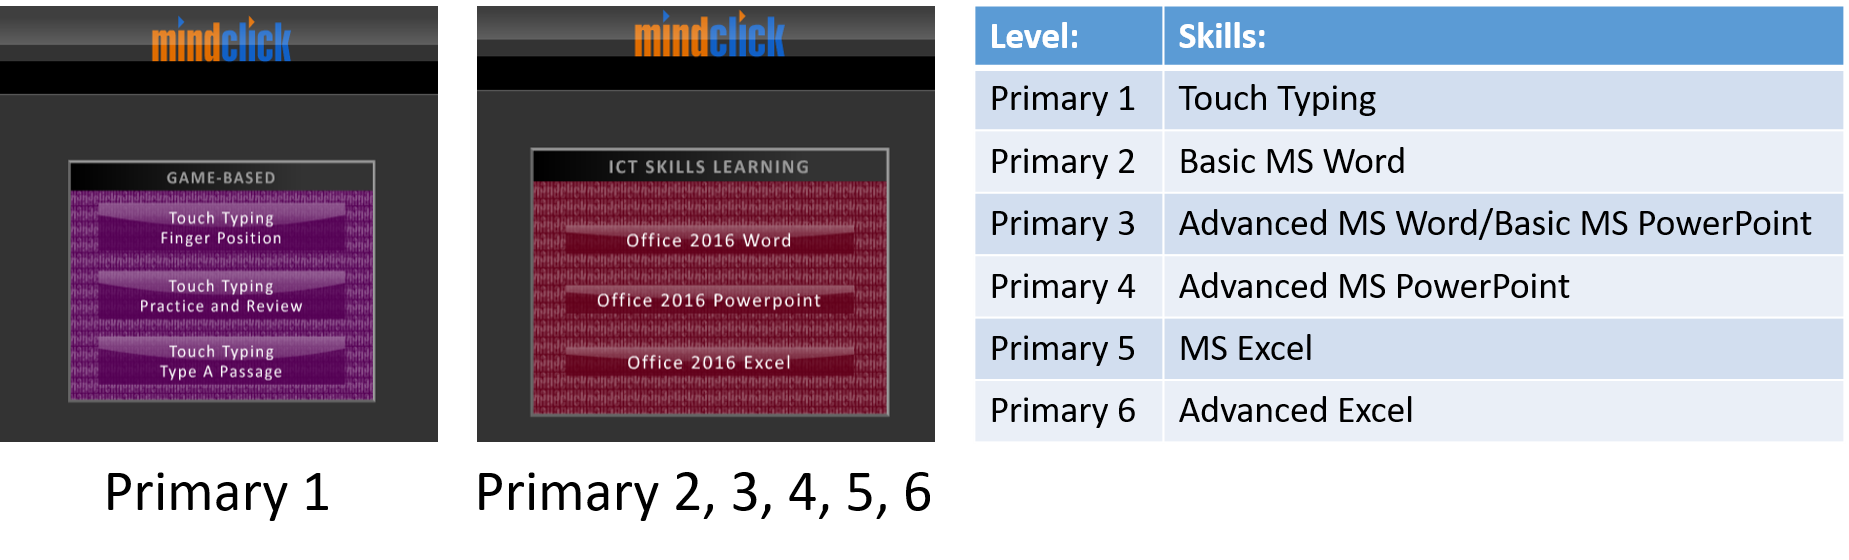 mindclick
GAME-BASED
Touch Typing
Finger Position
Touch Typing
Practice and Review
Touch Typing
Type A Passage
Primary 1
mindclick
ICT SKILLS LEARNING
Office 2016 Word
Office 2016 Powerpoint
Office 2016 Excel
Primary 2, 3, 4, 5, 6
Level: Skills:
Primary 1 Touch Typing
Primary 2 Basic MS Word
Primary 3 Advanced MS Word/Basic MS PowerPoint
Primary 4 Advanced MS PowerPoint
Primary 5 MS Excel
Primary 6 Advanced Excel